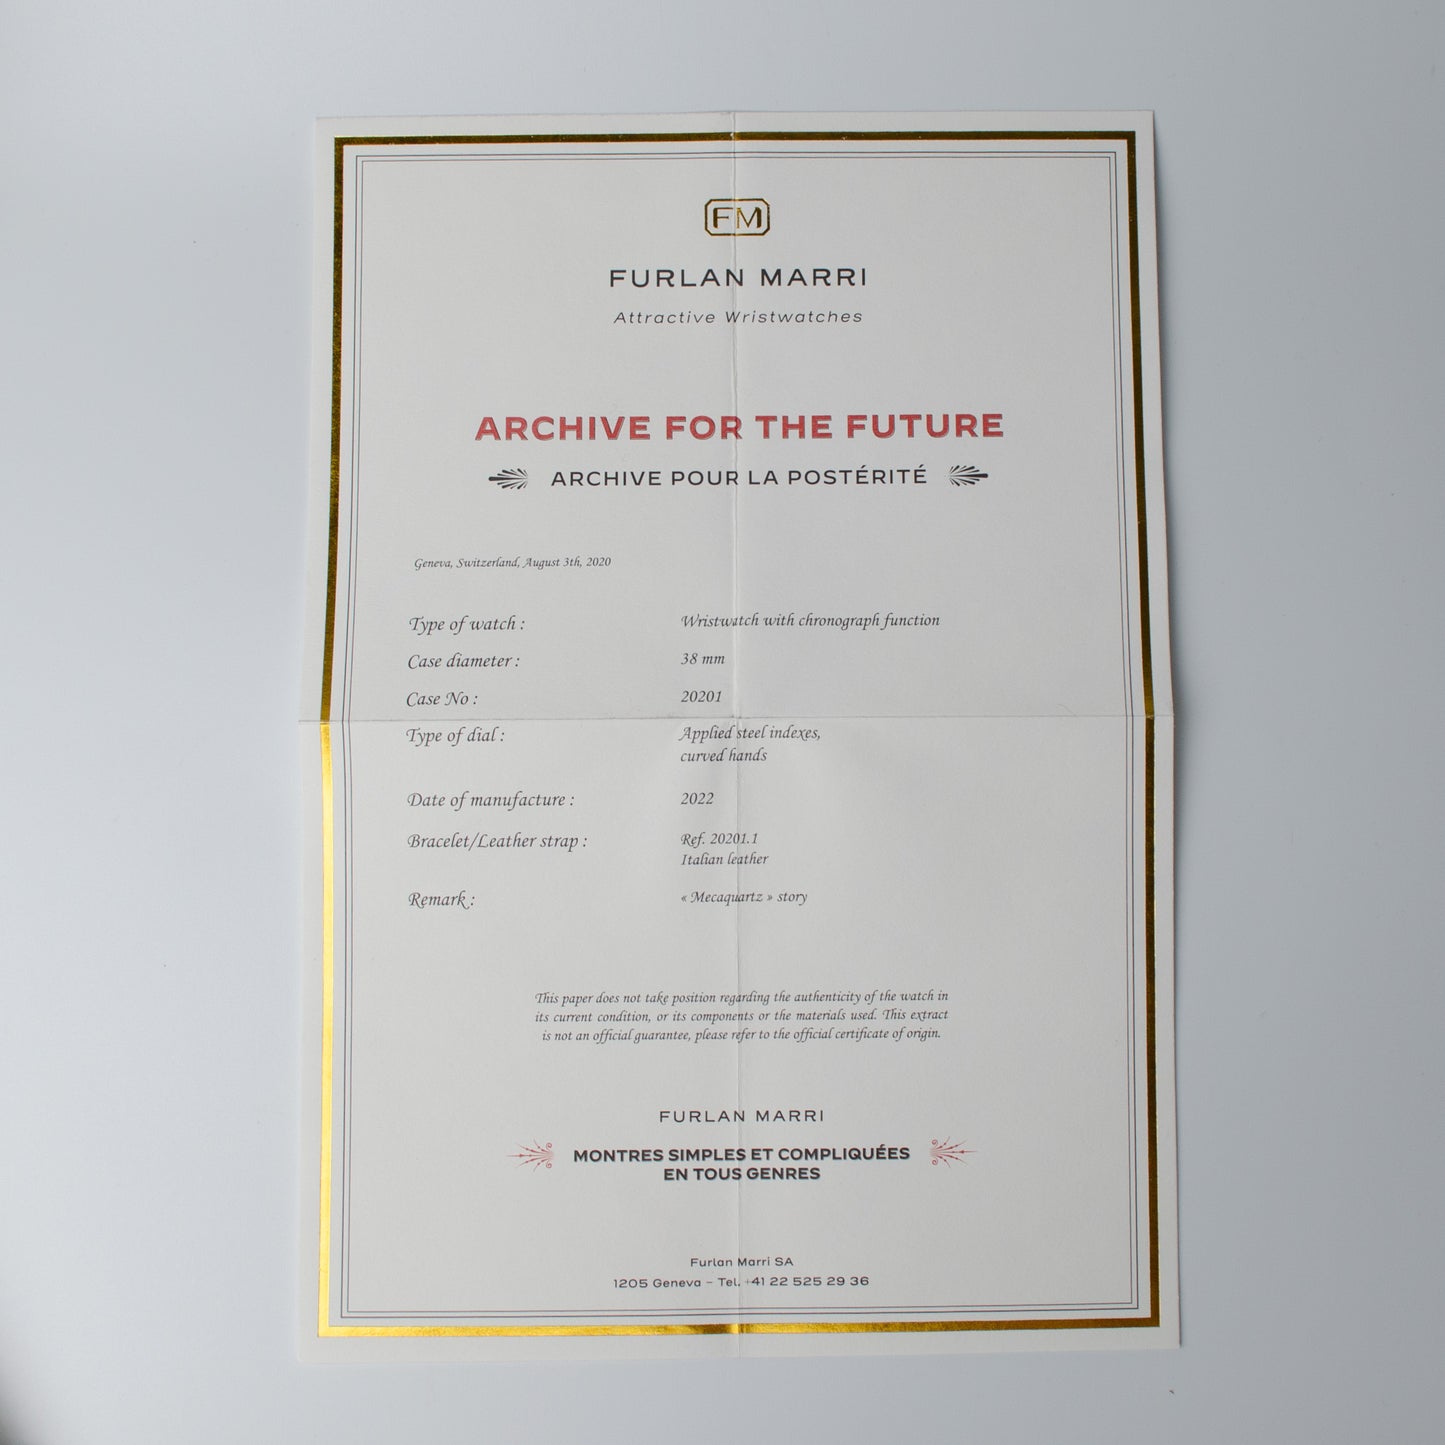 FM
FURLAN MARRI
Attractive Wristwatches
ARCHIVE FOR THE FUTURE
ARCHIVE POUR LA POSTÉRITÉ
Geneva, Switzerland, August 3th, 2020
Type of watch : Wristwatch with chronograph function
Case diameter : 38 mm
Case No : 20201
Type of dial : Applied steel indexes,
curved hands
Date of manufacture : 2022
Bracelet/Leather strap : Ref. 20201.1
Italian leather
Remark : « Mecaquartz » story
This paper does not take position regarding the authenticity of the watch in
its current condition, or its components or the materials used. This extract
is not an official guarantee, please refer to the official certificate of origin.
FURLAN MARRI
MONTRES SIMPLES ET COMPLIQUÉES
EN TOUS GENRES
Furlan Marri SA
1205 Geneva – Tel. +41 22 525 29 36